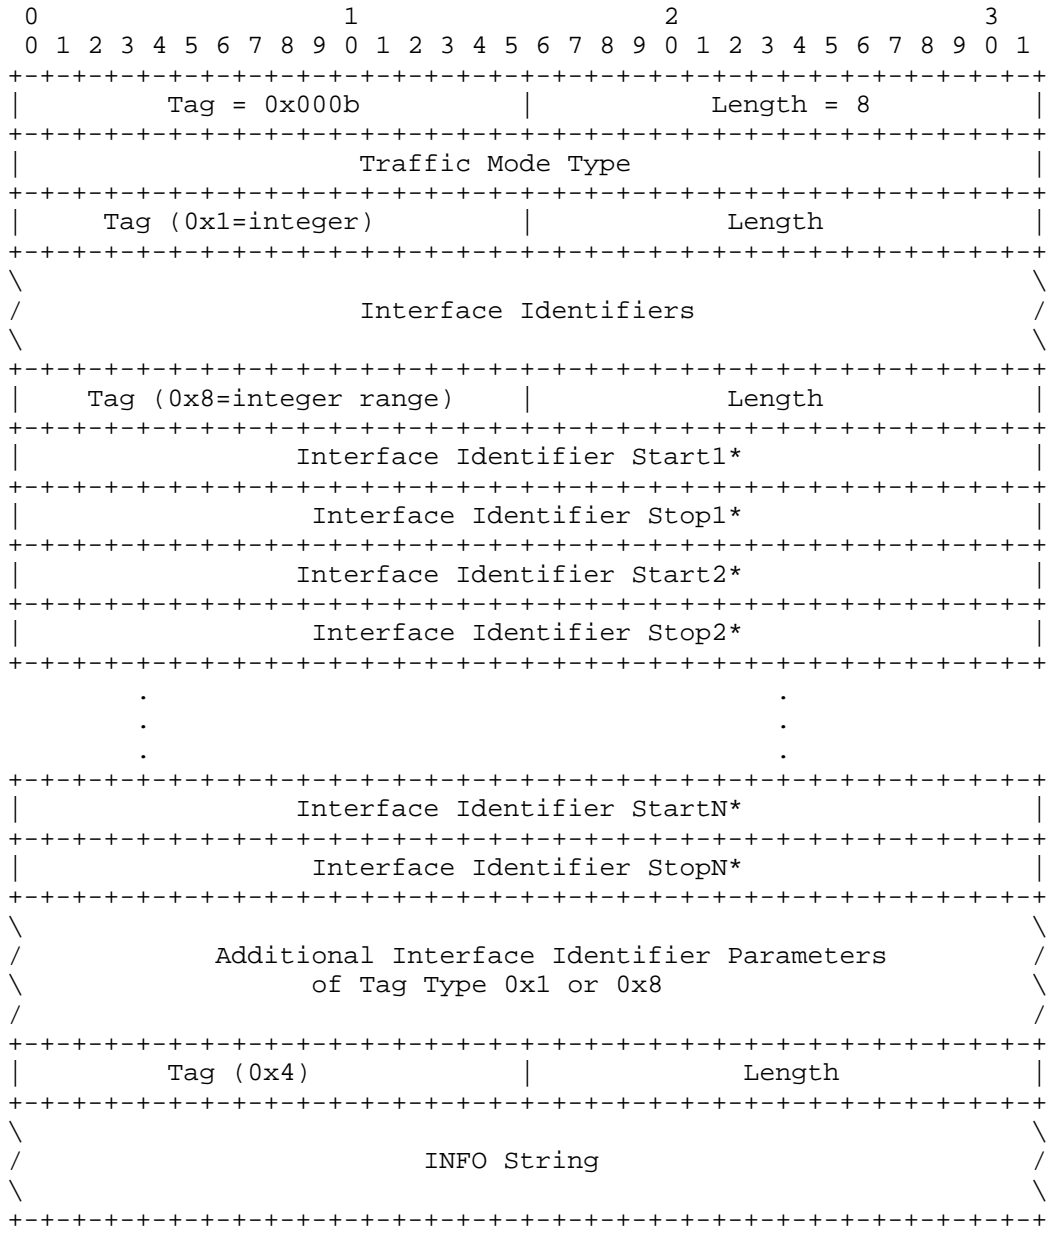 0                   1                   2                   3
 0 1 2 3 4 5 6 7 8 9 0 1 2 3 4 5 6 7 8 9 0 1 2 3 4 5 6 7 8 9 0 1
+-+-+-+-+-+-+-+-+-+-+-+-+-+-+-+-+-+-+-+-+-+-+-+-+-+-+-+-+-+-+-+-+
|         Tag = 0x000b          |           Length = 8          |
+-+-+-+-+-+-+-+-+-+-+-+-+-+-+-+-+-+-+-+-+-+-+-+-+-+-+-+-+-+-+-+-+
|                     Traffic Mode Type                         |
+-+-+-+-+-+-+-+-+-+-+-+-+-+-+-+-+-+-+-+-+-+-+-+-+-+-+-+-+-+-+-+-+
|     Tag (0x1=integer)         |            Length             |
+-+-+-+-+-+-+-+-+-+-+-+-+-+-+-+-+-+-+-+-+-+-+-+-+-+-+-+-+-+-+-+-+
\                                                               \
/                     Interface Identifiers                     /
\                                                               \
+-+-+-+-+-+-+-+-+-+-+-+-+-+-+-+-+-+-+-+-+-+-+-+-+-+-+-+-+-+-+-+-+
|    Tag (0x8=integer range)    |            Length             |
+-+-+-+-+-+-+-+-+-+-+-+-+-+-+-+-+-+-+-+-+-+-+-+-+-+-+-+-+-+-+-+-+
|                 Interface Identifier Start1*                  |
+-+-+-+-+-+-+-+-+-+-+-+-+-+-+-+-+-+-+-+-+-+-+-+-+-+-+-+-+-+-+-+-+
|                  Interface Identifier Stop1*                  |
+-+-+-+-+-+-+-+-+-+-+-+-+-+-+-+-+-+-+-+-+-+-+-+-+-+-+-+-+-+-+-+-+
|                 Interface Identifier Start2*                  |
+-+-+-+-+-+-+-+-+-+-+-+-+-+-+-+-+-+-+-+-+-+-+-+-+-+-+-+-+-+-+-+-+
|                  Interface Identifier Stop2*                  |
+-+-+-+-+-+-+-+-+-+-+-+-+-+-+-+-+-+-+-+-+-+-+-+-+-+-+-+-+-+-+-+-+
        .                                       .
        .                                       .
        .                                       .
+-+-+-+-+-+-+-+-+-+-+-+-+-+-+-+-+-+-+-+-+-+-+-+-+-+-+-+-+-+-+-+-+
|                 Interface Identifier StartN*                  |
+-+-+-+-+-+-+-+-+-+-+-+-+-+-+-+-+-+-+-+-+-+-+-+-+-+-+-+-+-+-+-+-+
|                  Interface Identifier StopN*                  |
+-+-+-+-+-+-+-+-+-+-+-+-+-+-+-+-+-+-+-+-+-+-+-+-+-+-+-+-+-+-+-+-+
\                                                               \
/            Additional Interface Identifier Parameters         /
\                  of Tag Type 0x1 or 0x8                       \
/                                                               /
+-+-+-+-+-+-+-+-+-+-+-+-+-+-+-+-+-+-+-+-+-+-+-+-+-+-+-+-+-+-+-+-+
|         Tag (0x4)             |             Length            |
+-+-+-+-+-+-+-+-+-+-+-+-+-+-+-+-+-+-+-+-+-+-+-+-+-+-+-+-+-+-+-+-+
\                                                               \
/                         INFO String                           /
\                                                               \
+-+-+-+-+-+-+-+-+-+-+-+-+-+-+-+-+-+-+-+-+-+-+-+-+-+-+-+-+-+-+-+-+